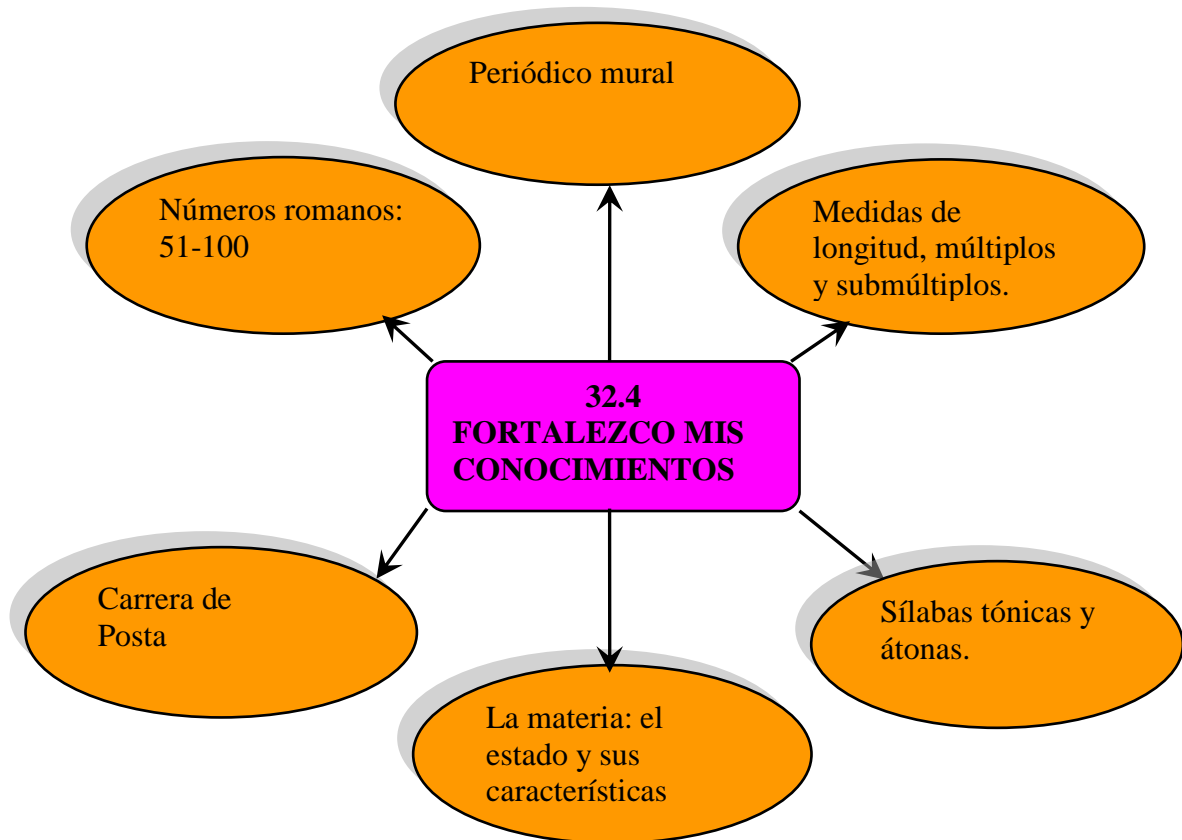 Periódico mural
Números romanos:
51-100
Medidas de
longitud, múltiplos
y submúltiplos.
32.4
FORTALEZCO MIS
CONOCIMIENTOS
Carrera de
Posta
Sílabas tónicas y
átonas.
La materia: el
estado y sus
características